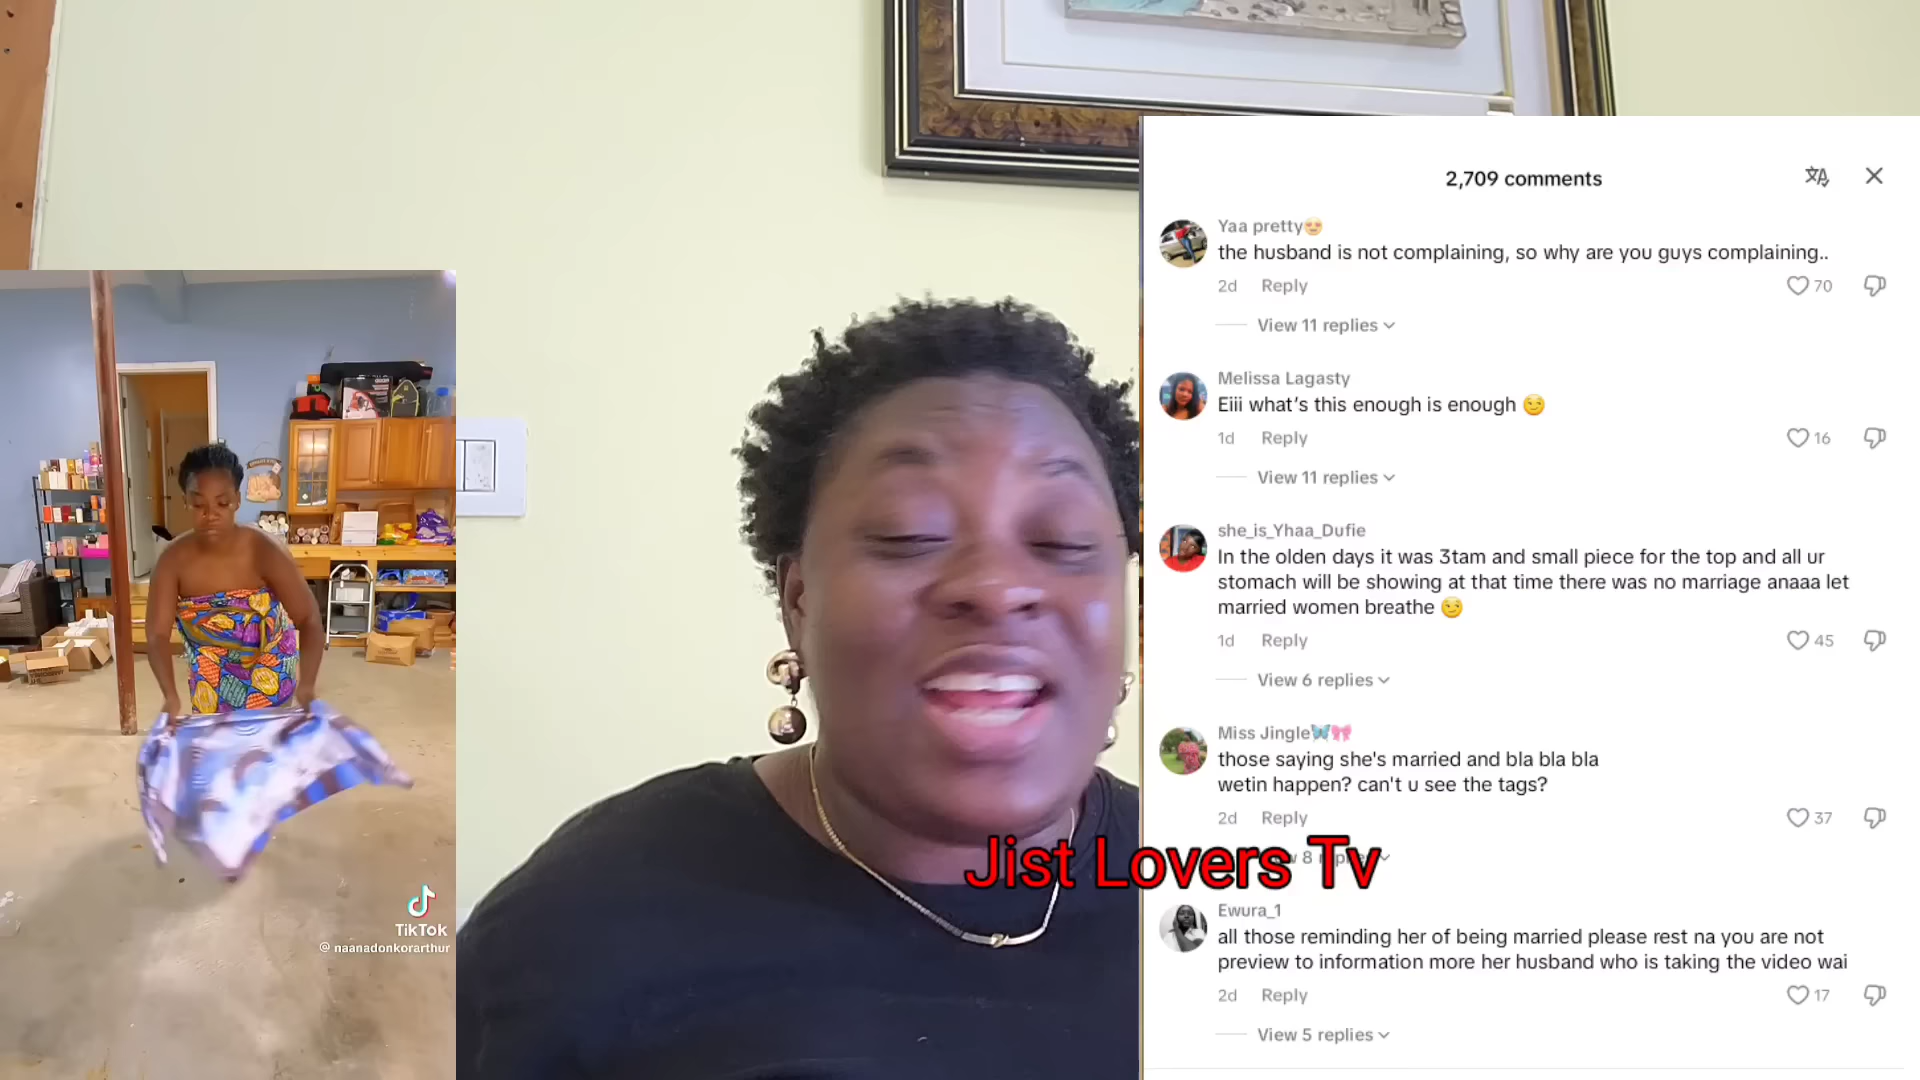 2,709 comments
Yaa pretty😍
the husband is not complaining, so why are you guys complaining..
2d Reply 70
View 11 replies
Melissa Lagasty
Eiii what's this enough is enough 😏
1d Reply 16
View 11 replies
she_is_Yhaa_Dufie
In the olden days it was 3tam and small piece for the top and all ur
stomach will be showing at that time there was no marriage anaaa let
married women breathe 😏
1d Reply 45
View 6 replies
Miss Jingle🦋🎀
those saying she's married and bla bla bla
wetin happen? can't u see the tags?
2d Reply 37
8
Jist Lovers Tv
Ewura_1
all those reminding her of being married please rest na you are not
preview to information more her husband who is taking the video wai
2d Reply 17
View 5 replies
TikTok
@ naanadonkorarthur